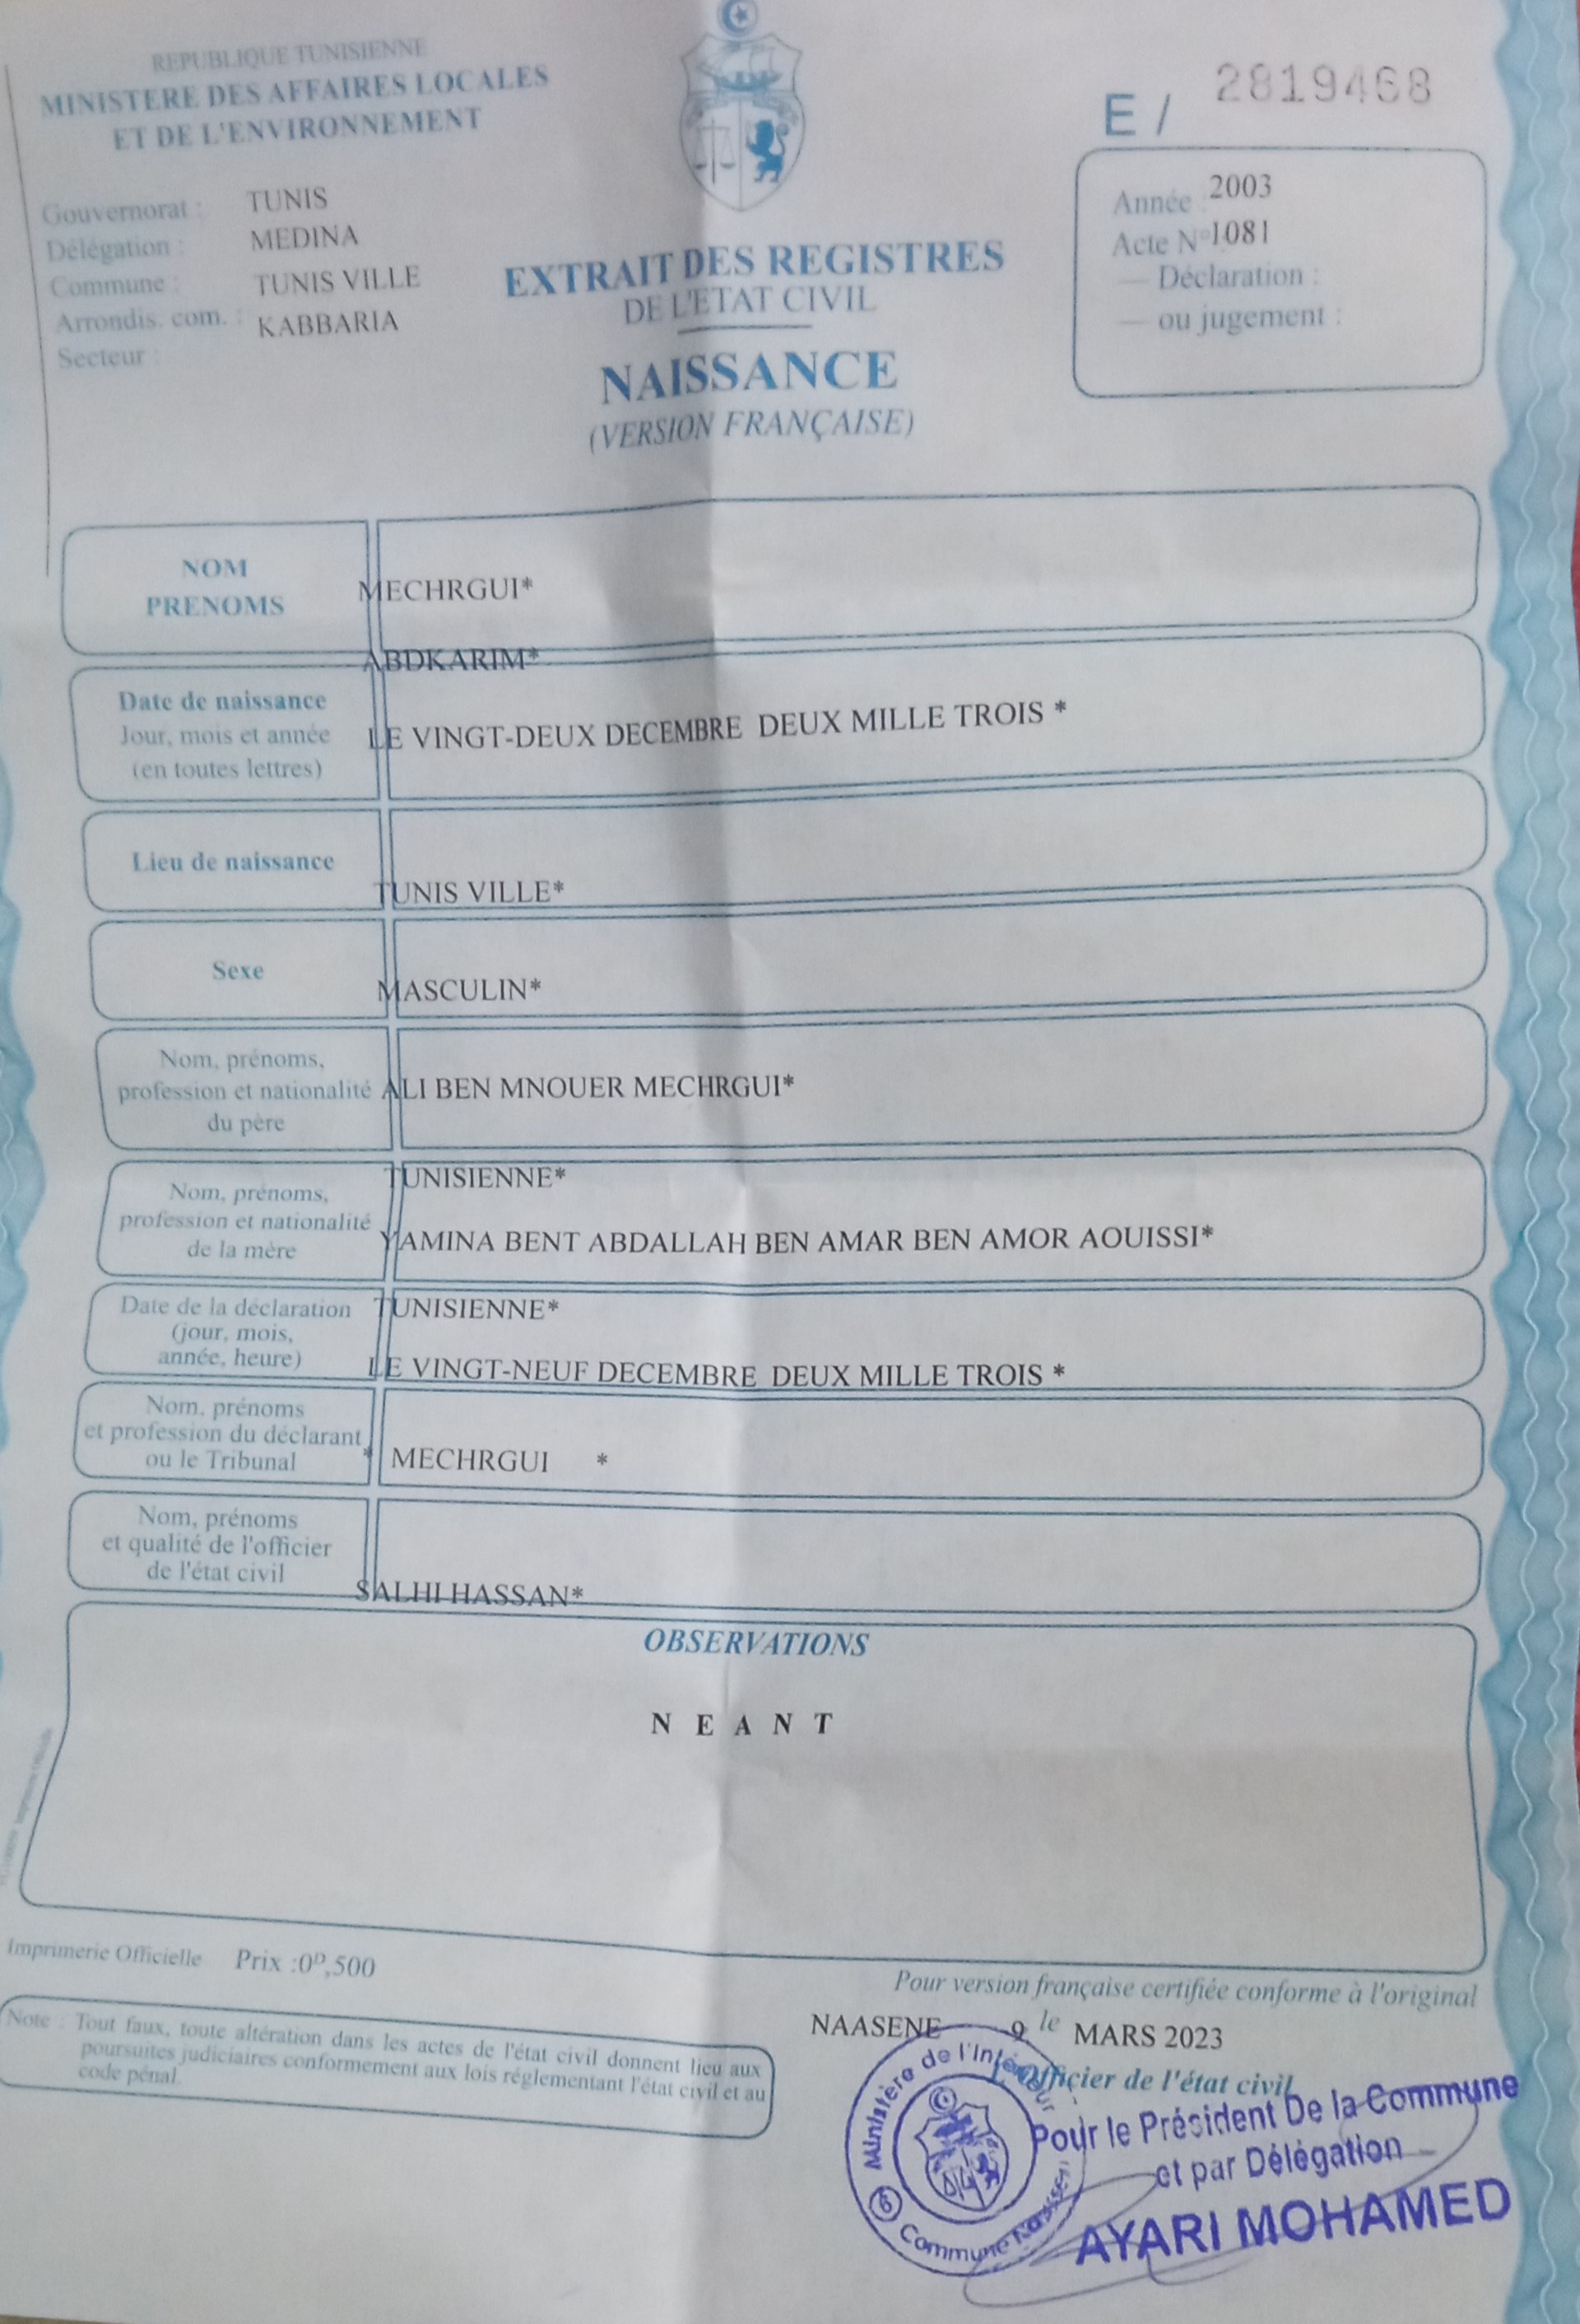 REPUBLIQUE TUNISIENNE
MINISTERE DES AFFAIRES LOCALES
ET DE L'ENVIRONNEMENT
Gouvernorat : TUNIS
Délégation : MEDINA
Commune : TUNIS VILLE
Arrondis. com. : KABBARIA
Secteur :
EXTRAIT DES REGISTRES
DE L'ETAT CIVIL
NAISSANCE
(VERSION FRANÇAISE)
E / 2819468
Année : 2003
Acte N° 1081
— Déclaration :
— ou jugement :
NOM
PRENOMS
MECHRGUI*
ABDKARIM*
Date de naissance
Jour, mois et année
(en toutes lettres)
LE VINGT-DEUX DECEMBRE DEUX MILLE TROIS *
Lieu de naissance
TUNIS VILLE*
Sexe
MASCULIN*
Nom, prénoms,
profession et nationalité
du père
ALI BEN MNOUER MECHRGUI*
TUNISIENNE*
Nom, prénoms,
profession et nationalité
de la mère
YAMINA BENT ABDALLAH BEN AMAR BEN AMOR AOUISSI*
TUNISIENNE*
Date de la déclaration
(jour, mois,
année, heure)
LE VINGT-NEUF DECEMBRE DEUX MILLE TROIS *
Nom, prénoms
et profession du déclarant
ou le Tribunal
* MECHRGUI *
Nom, prénoms
et qualité de l'officier
de l'état civil
SALHI HASSAN*
OBSERVATIONS
N E A N T
Imprimerie Officielle Prix :0D,500
Note : Tout faux, toute altération dans les actes de l'état civil donnent lieu aux
poursuites judiciaires conformement aux lois réglementant l'état civil et au
code pénal.
Pour version française certifiée conforme à l'original
NAASENE 9 le MARS 2023
L'Officier de l'état civil
Ministère de l'Intérieur
Commune
Pour le Président De la Commune
et par Délégation
AYARI MOHAMED